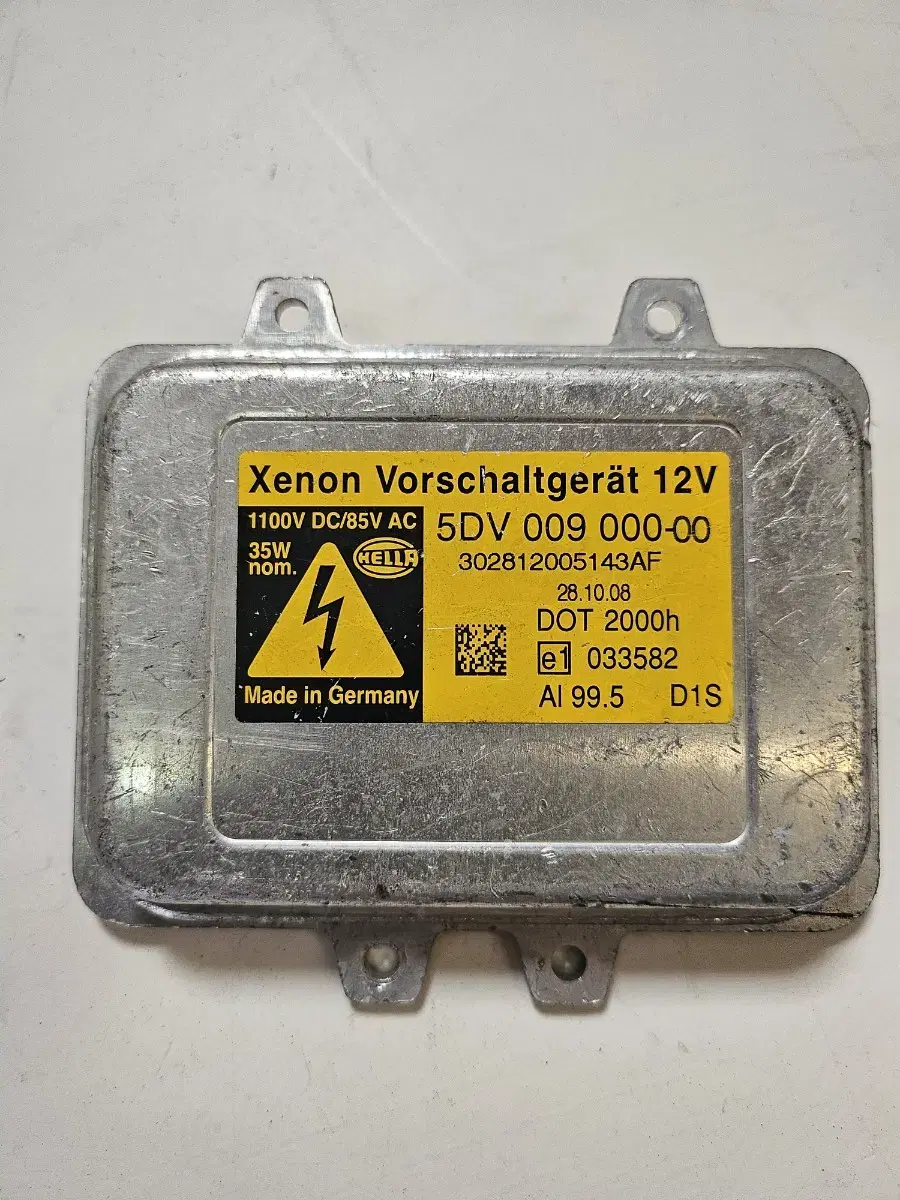 Xenon Vorschaltgerät 12V
1100V DC/85V AC
35W
nom.
HELLA
Made in Germany
5DV 009 000-00
302812005143AF
28.10.08
DOT 2000h
e1 033582
Al 99.5 D1S